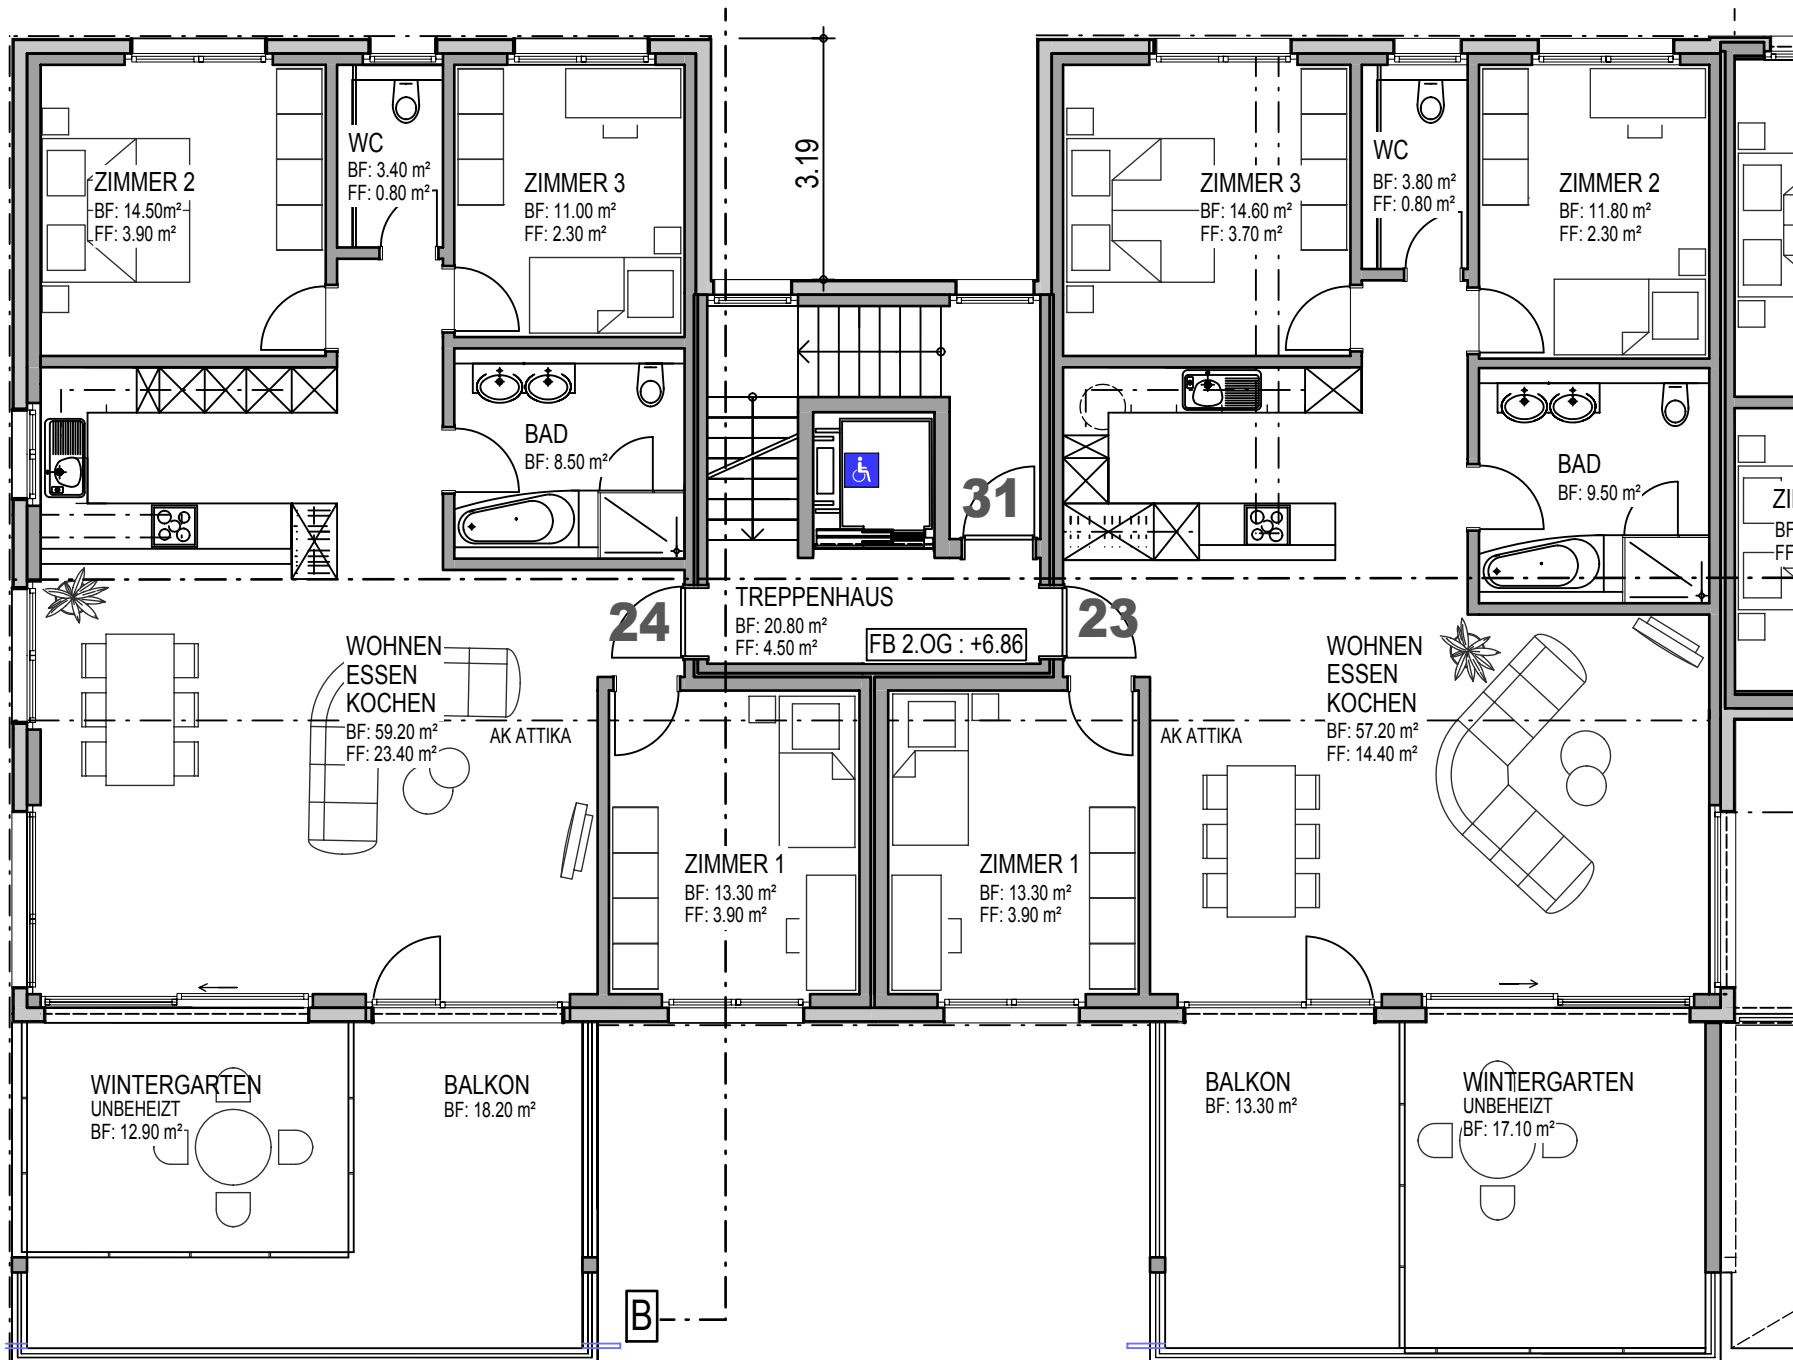 3.19
ZIMMER 2
BF: 14.50m²
FF: 3.90 m²
WC
BF: 3.40 m²
FF: 0.80 m²
ZIMMER 3
BF: 11.00 m²
FF: 2.30 m²
ZIMMER 3
BF: 14.60 m²
FF: 3.70 m²
WC
BF: 3.80 m²
FF: 0.80 m²
ZIMMER 2
BF: 11.80 m²
FF: 2.30 m²
BAD
BF: 8.50 m²
31
BAD
BF: 9.50 m²
24
TREPPENHAUS
BF: 20.80 m²
FF: 4.50 m²
FB 2.OG : +6.86
23
WOHNEN
ESSEN
KOCHEN
BF: 59.20 m²
FF: 23.40 m²
AK ATTIKA
AK ATTIKA
WOHNEN
ESSEN
KOCHEN
BF: 57.20 m²
FF: 14.40 m²
ZIMMER 1
BF: 13.30 m²
FF: 3.90 m²
ZIMMER 1
BF: 13.30 m²
FF: 3.90 m²
WINTERGARTEN
UNBEHEIZT
BF: 12.90 m²
BALKON
BF: 18.20 m²
BALKON
BF: 13.30 m²
WINTERGARTEN
UNBEHEIZT
BF: 17.10 m²
B